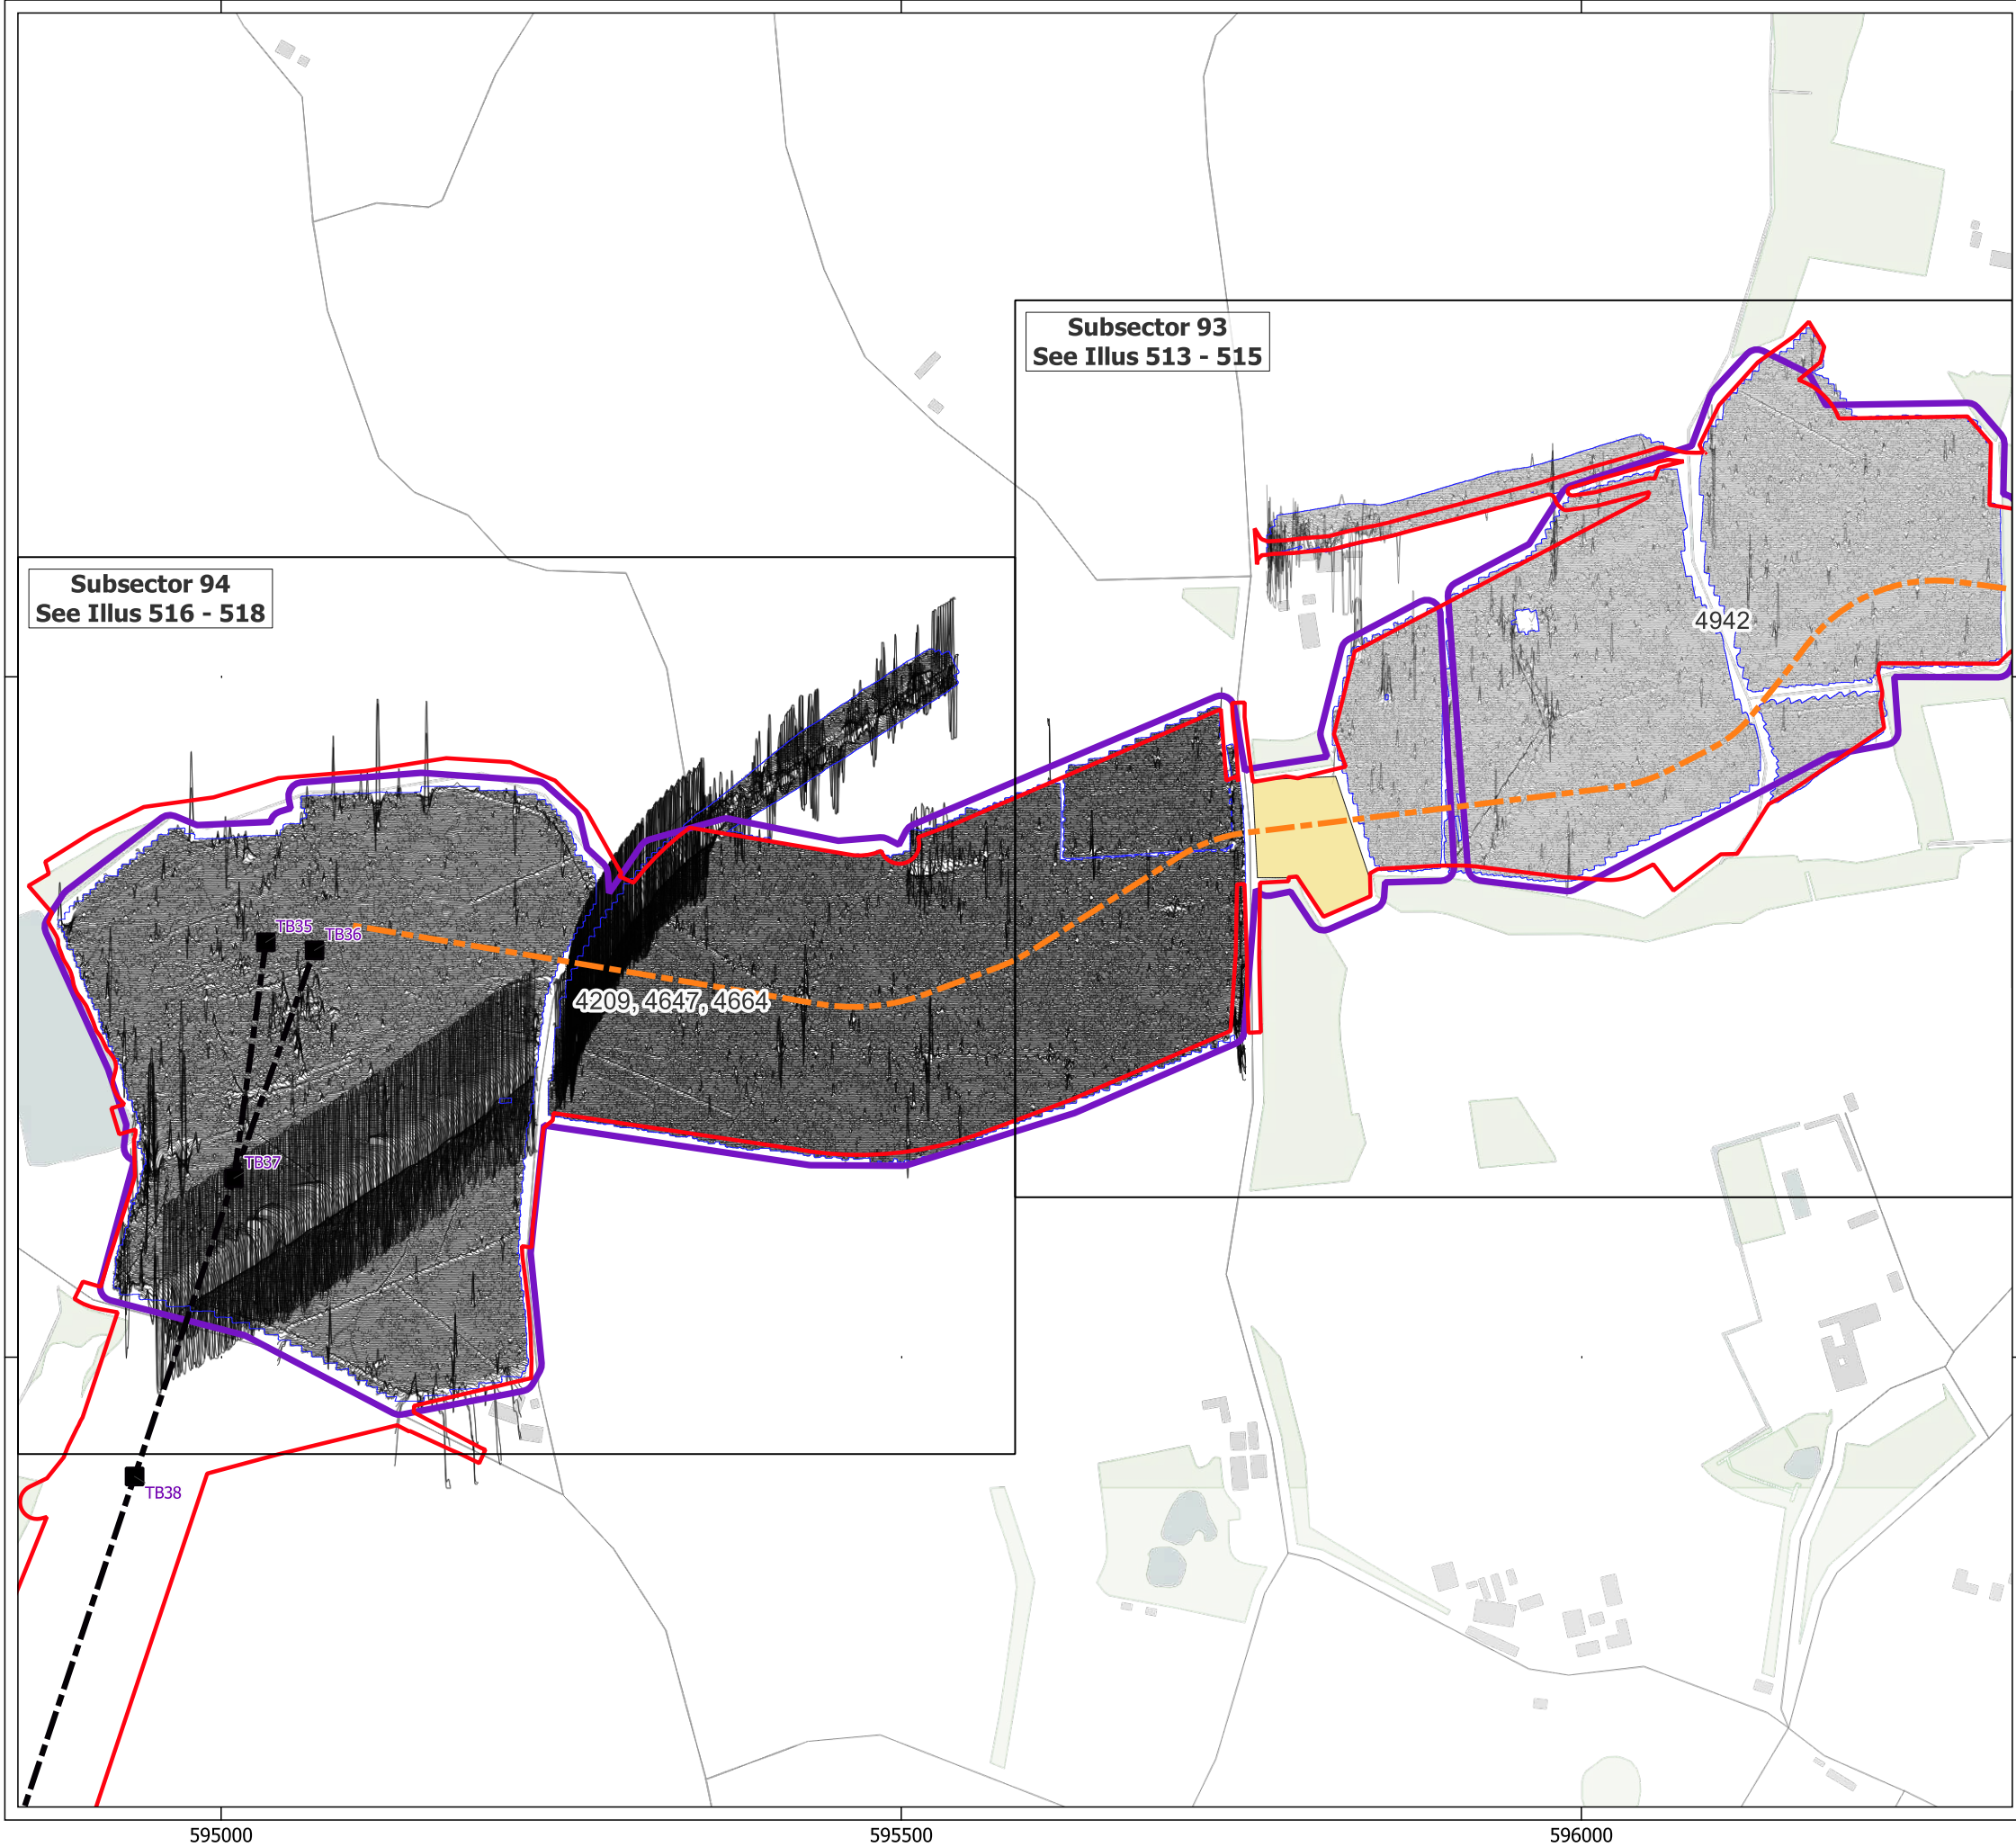 Subsector 93
See Illus 513 - 515
Subsector 94
See Illus 516 - 518
4942
TB35
TB36
4209, 4647, 4664
TB37
TB38
595000
595500
596000